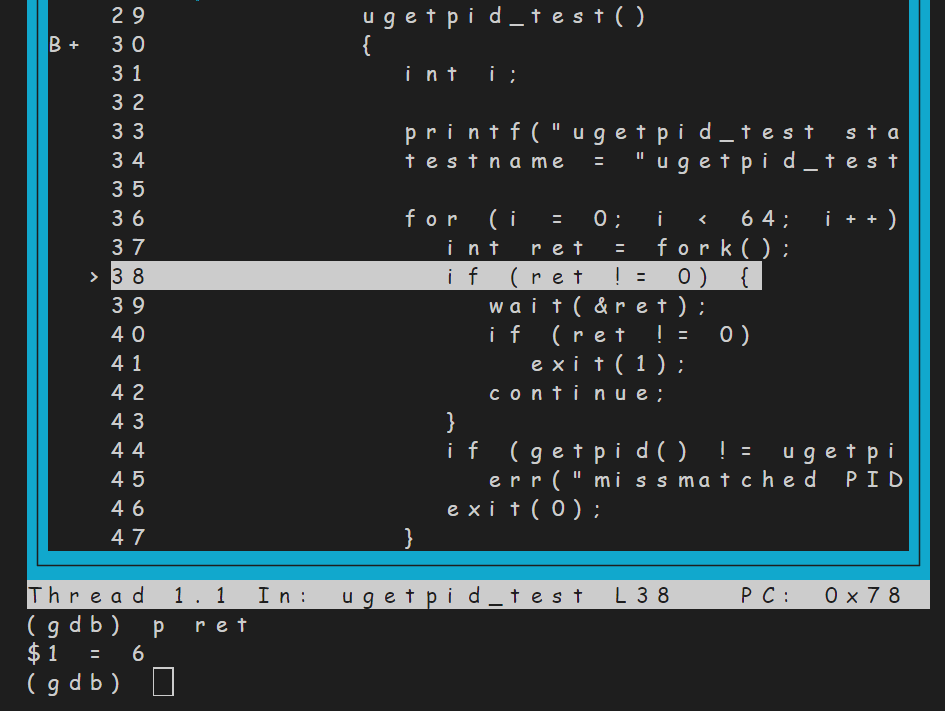 29 ugetpid_test()
B+ 30 {
31 int i;
32
33 printf("ugetpid_test sta
34 testname = "ugetpid_test
35
36 for (i = 0; i < 64; i++)
37 int ret = fork();
> 38 if (ret != 0) {
39 wait(&ret);
40 if (ret != 0)
41 exit(1);
42 continue;
43 }
44 if (getpid() != ugetpi
45 err("missmatched PID
46 exit(0);
47 }
Thread 1.1 In: ugetpid_test L38 PC: 0x78
(gdb) p ret
$1 = 6
(gdb)